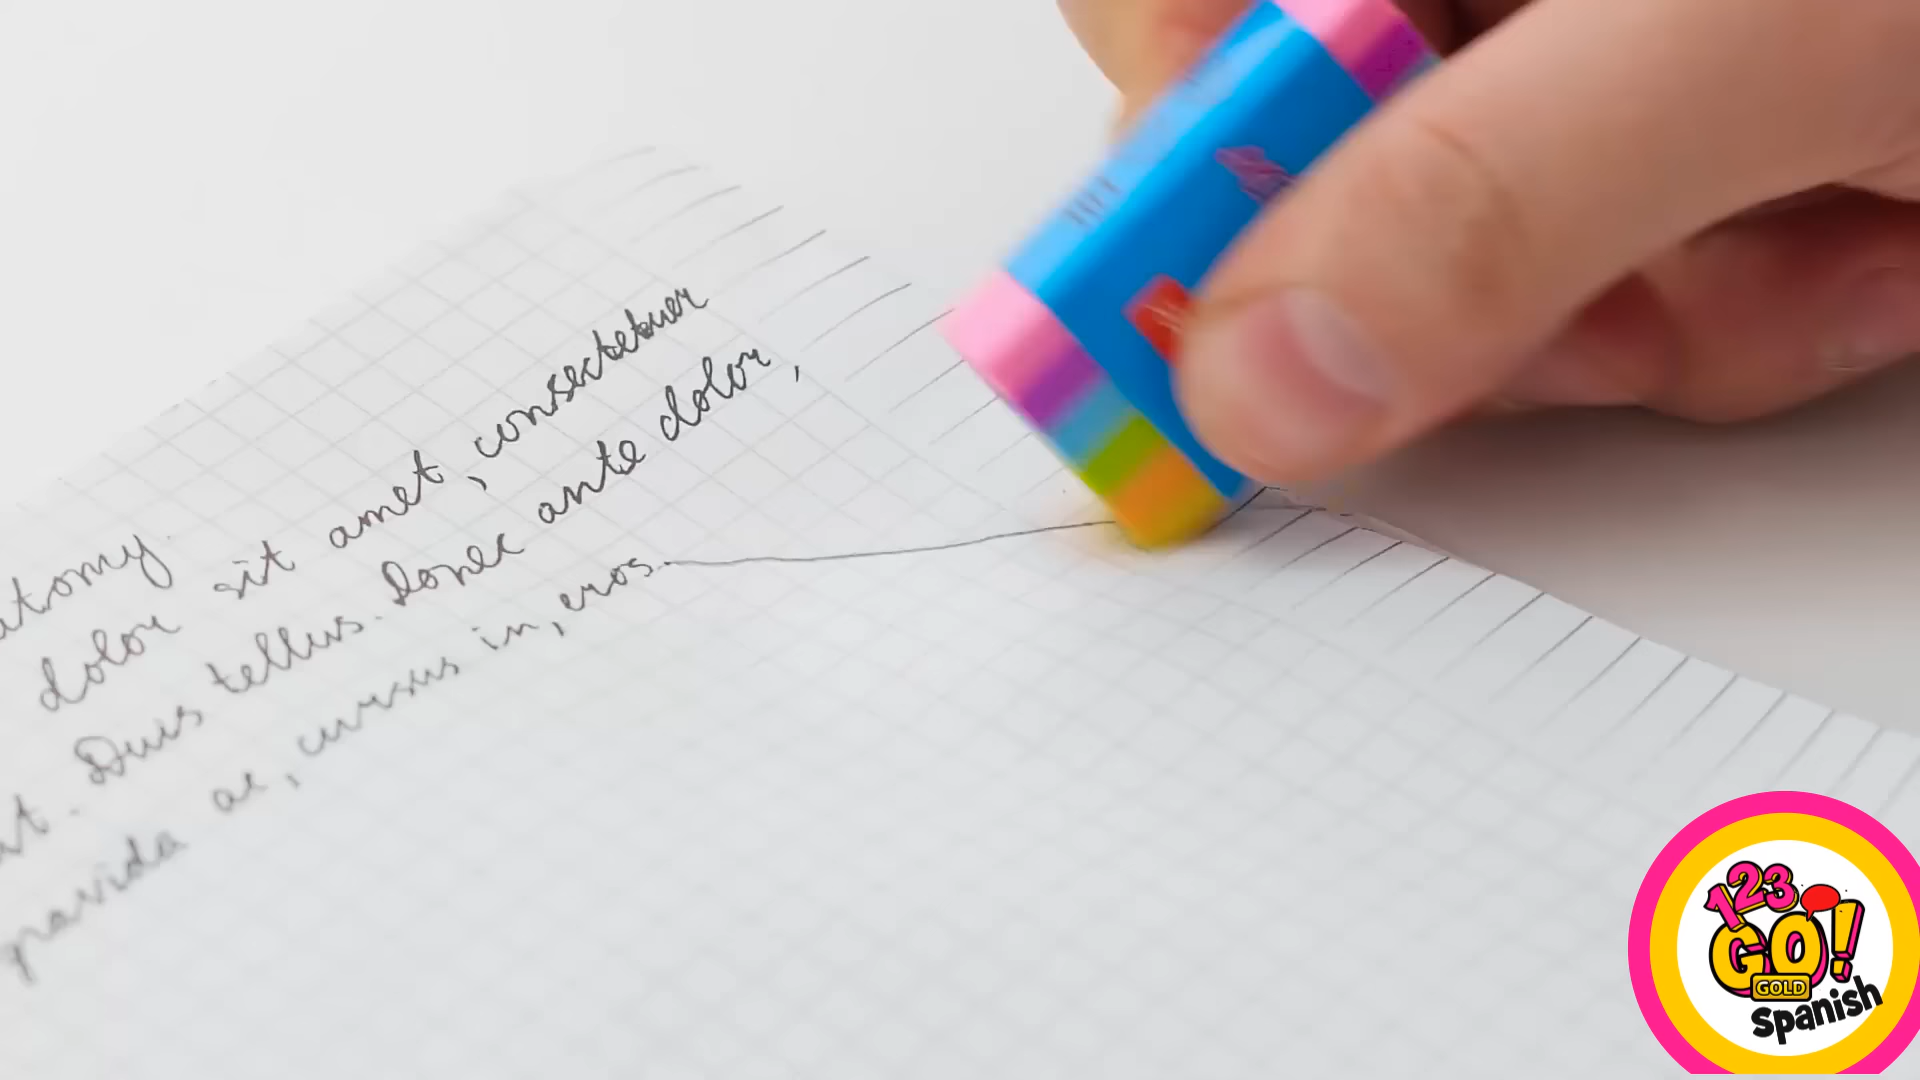 atomy.
dolor sit amet, consectetuer
at. Duis tellus. Donec ante dolor,
gravida ac, cursus in, eros.
123
GO!
GOLD
Spanish